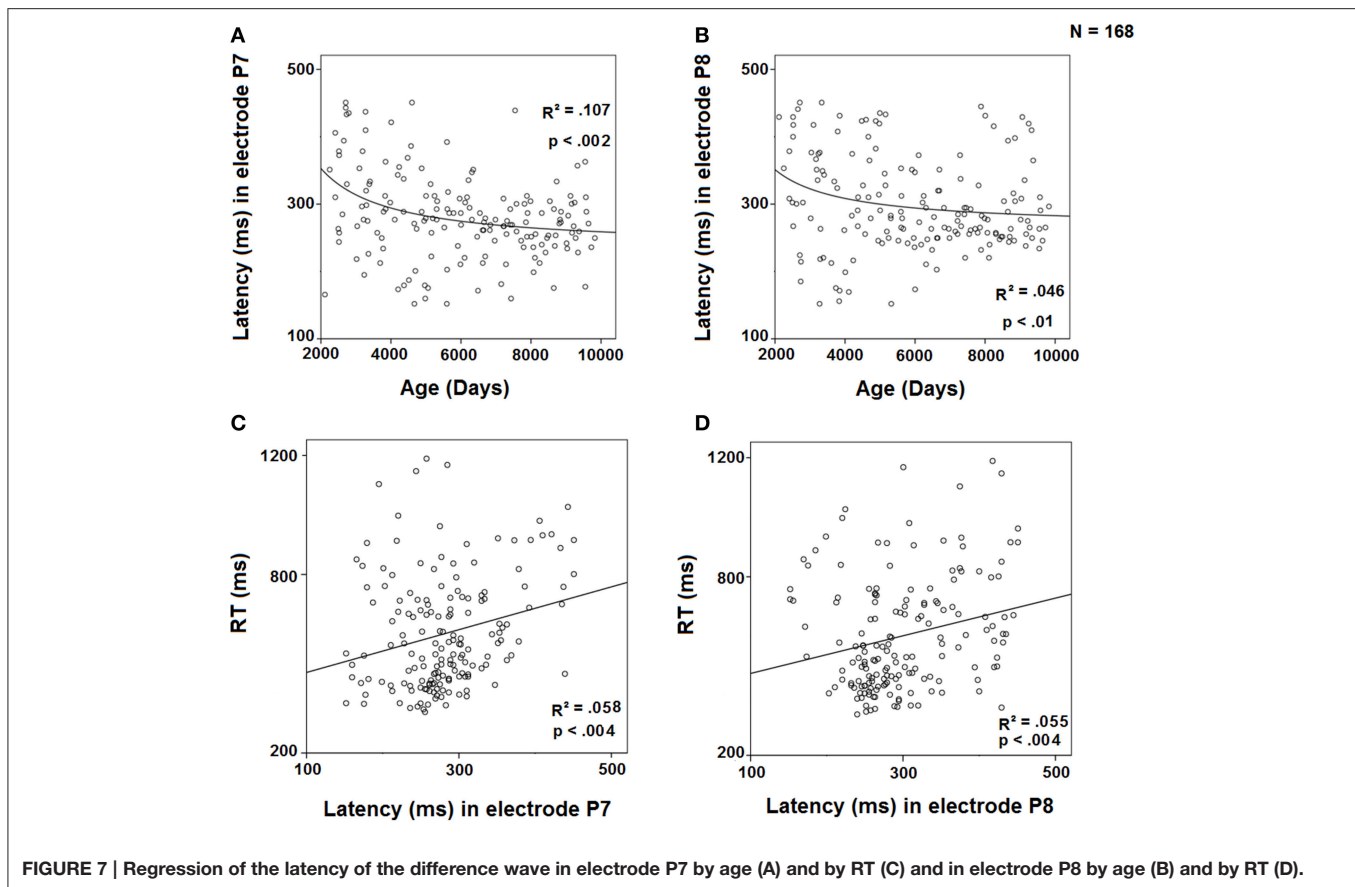 N = 168
A
Latency (ms) in electrode P7
500
300
100
R² = .107
p < .002
2000 4000 6000 8000 10000
Age (Days)
B
Latency (ms) in electrode P8
500
300
100
R² = .046
p < .01
2000 4000 6000 8000 10000
Age (Days)
C
RT (ms)
1200
800
200
R² = .058
p < .004
100 300 500
Latency (ms) in electrode P7
D
RT (ms)
1200
800
200
R² = .055
p < .004
100 300 500
Latency (ms) in electrode P8
FIGURE 7 | Regression of the latency of the difference wave in electrode P7 by age (A) and by RT (C) and in electrode P8 by age (B) and by RT (D).